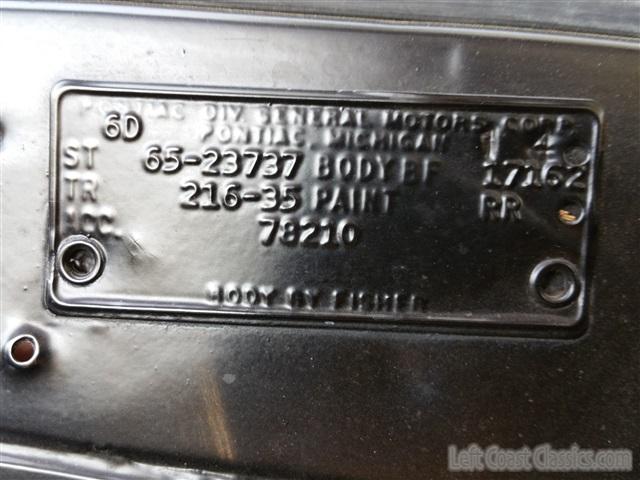 PONTIAC DIV. GENERAL MOTORS CORP.
6D PONTIAC, MICHIGAN 1 4
ST 65-23737 BODY BF 17162
TR 216-35 PAINT RR
ACC. 78210
BODY BY FISHER
Left Coast Classics.com